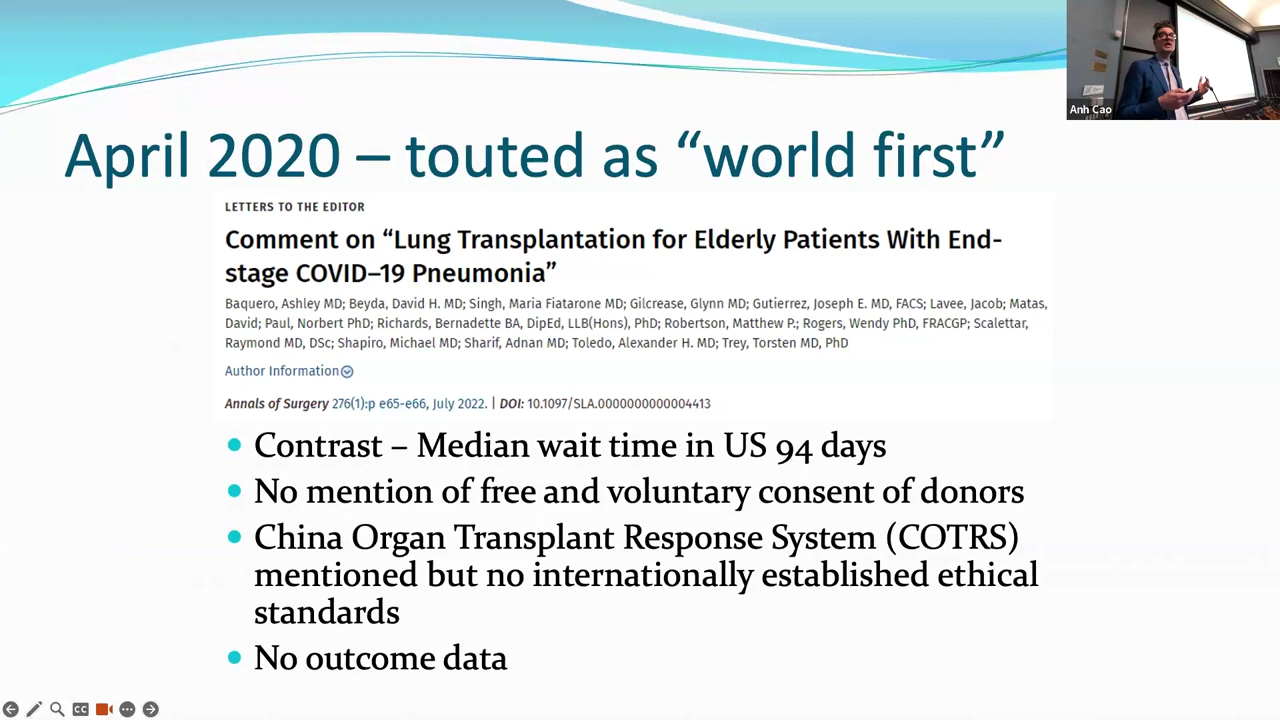 Anh Cao
April 2020 – touted as “world first”
LETTERS TO THE EDITOR
Comment on “Lung Transplantation for Elderly Patients With End-
stage COVID–19 Pneumonia”
Baquero, Ashley MD; Beyda, David H. MD; Singh, Maria Fiatarone MD; Gilcrease, Glynn MD; Gutierrez, Joseph E. MD, FACS; Lavee, Jacob; Matas,
David; Paul, Norbert PhD; Richards, Bernadette BA, DipEd, LLB(Hons), PhD; Robertson, Matthew P.; Rogers, Wendy PhD, FRACGP; Scalettar,
Raymond MD, DSc; Shapiro, Michael MD; Sharif, Adnan MD; Toledo, Alexander H. MD; Trey, Torsten MD, PhD
Author Information
Annals of Surgery 276(1):p e65-e66, July 2022. | DOI: 10.1097/SLA.0000000000004413
• Contrast – Median wait time in US 94 days
• No mention of free and voluntary consent of donors
• China Organ Transplant Response System (COTRS)
mentioned but no internationally established ethical
standards
• No outcome data
CC